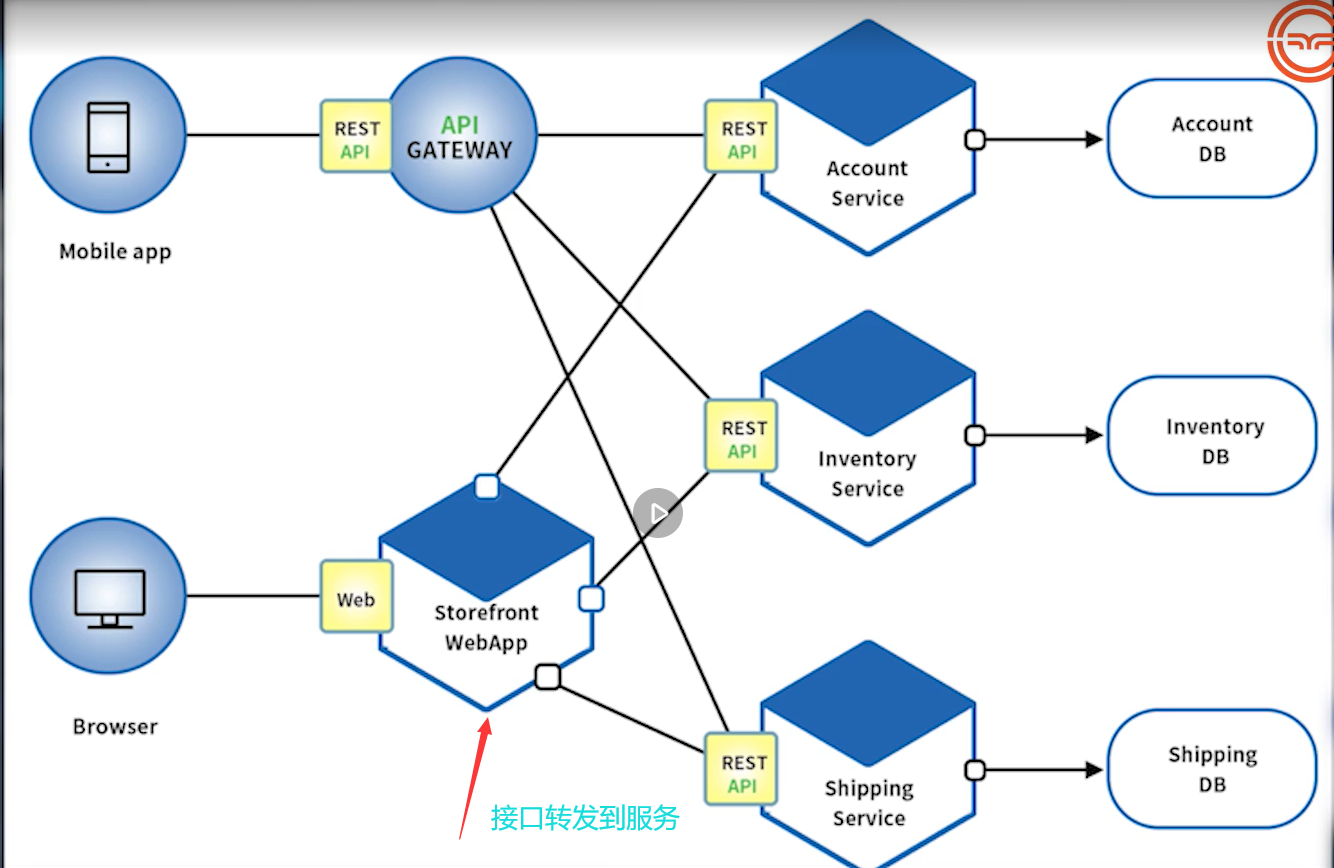 REST
API
API
GATEWAY
REST
API
Account
Service
Account
DB
Mobile app
REST
API
Inventory
Service
Inventory
DB
Web
Storefront
WebApp
Browser
REST
API
Shipping
Service
Shipping
DB
接口转发到服务